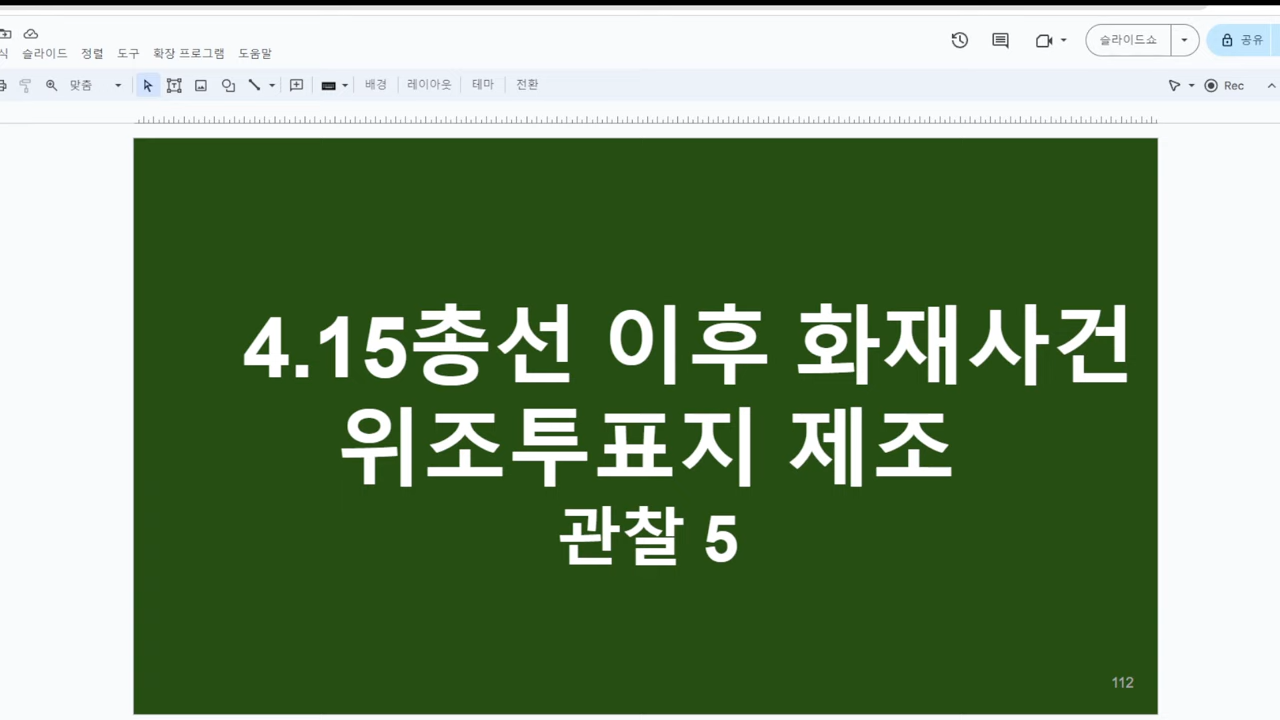 슬라이드쇼
공유
식 슬라이드 정렬 도구 확장 프로그램 도움말
맞춤 배경 레이아웃 테마 전환 Rec
4.15총선 이후 화재사건
위조투표지 제조
관찰 5
112